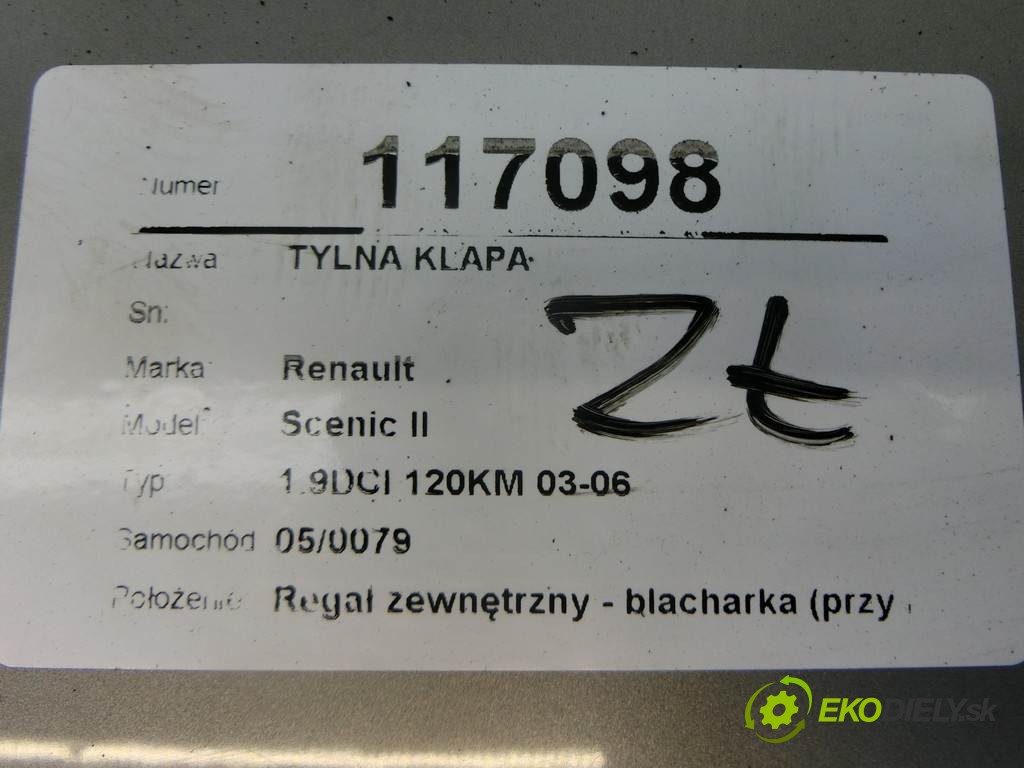 Numer 117098
Nazwa TYLNA KLAPA
Zł
Sn:
Marka Renault
Model Scenic II
Typ 1.9DCI 120KM 03-06
Samochód 05/0079
Położenie Regał zewnętrzny - blacharka (przy
EKODIELY.sk